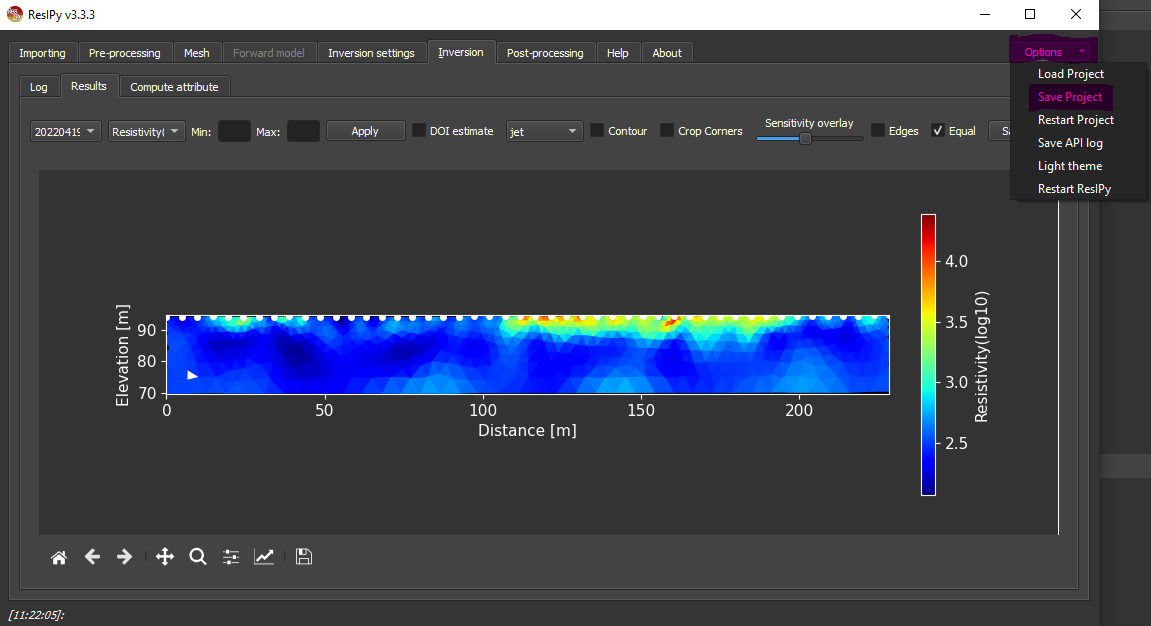 ResIPy v3.3.3
Importing Pre-processing Mesh Forward model Inversion settings Inversion Post-processing Help About Options
Load Project
Save Project
Restart Project
Save API log
Light theme
Restart ResIPy
Log Results Compute attribute
Resistivity( Min: Max: Apply DOI estimate jet Contour Crop Corners Sensitivity overlay Edges Equal
Elevation [m]
90
80
70
0 50 100 150 200
Distance [m]
4.0
3.5
3.0
2.5
Resistivity(log10)
[11:22:05]: